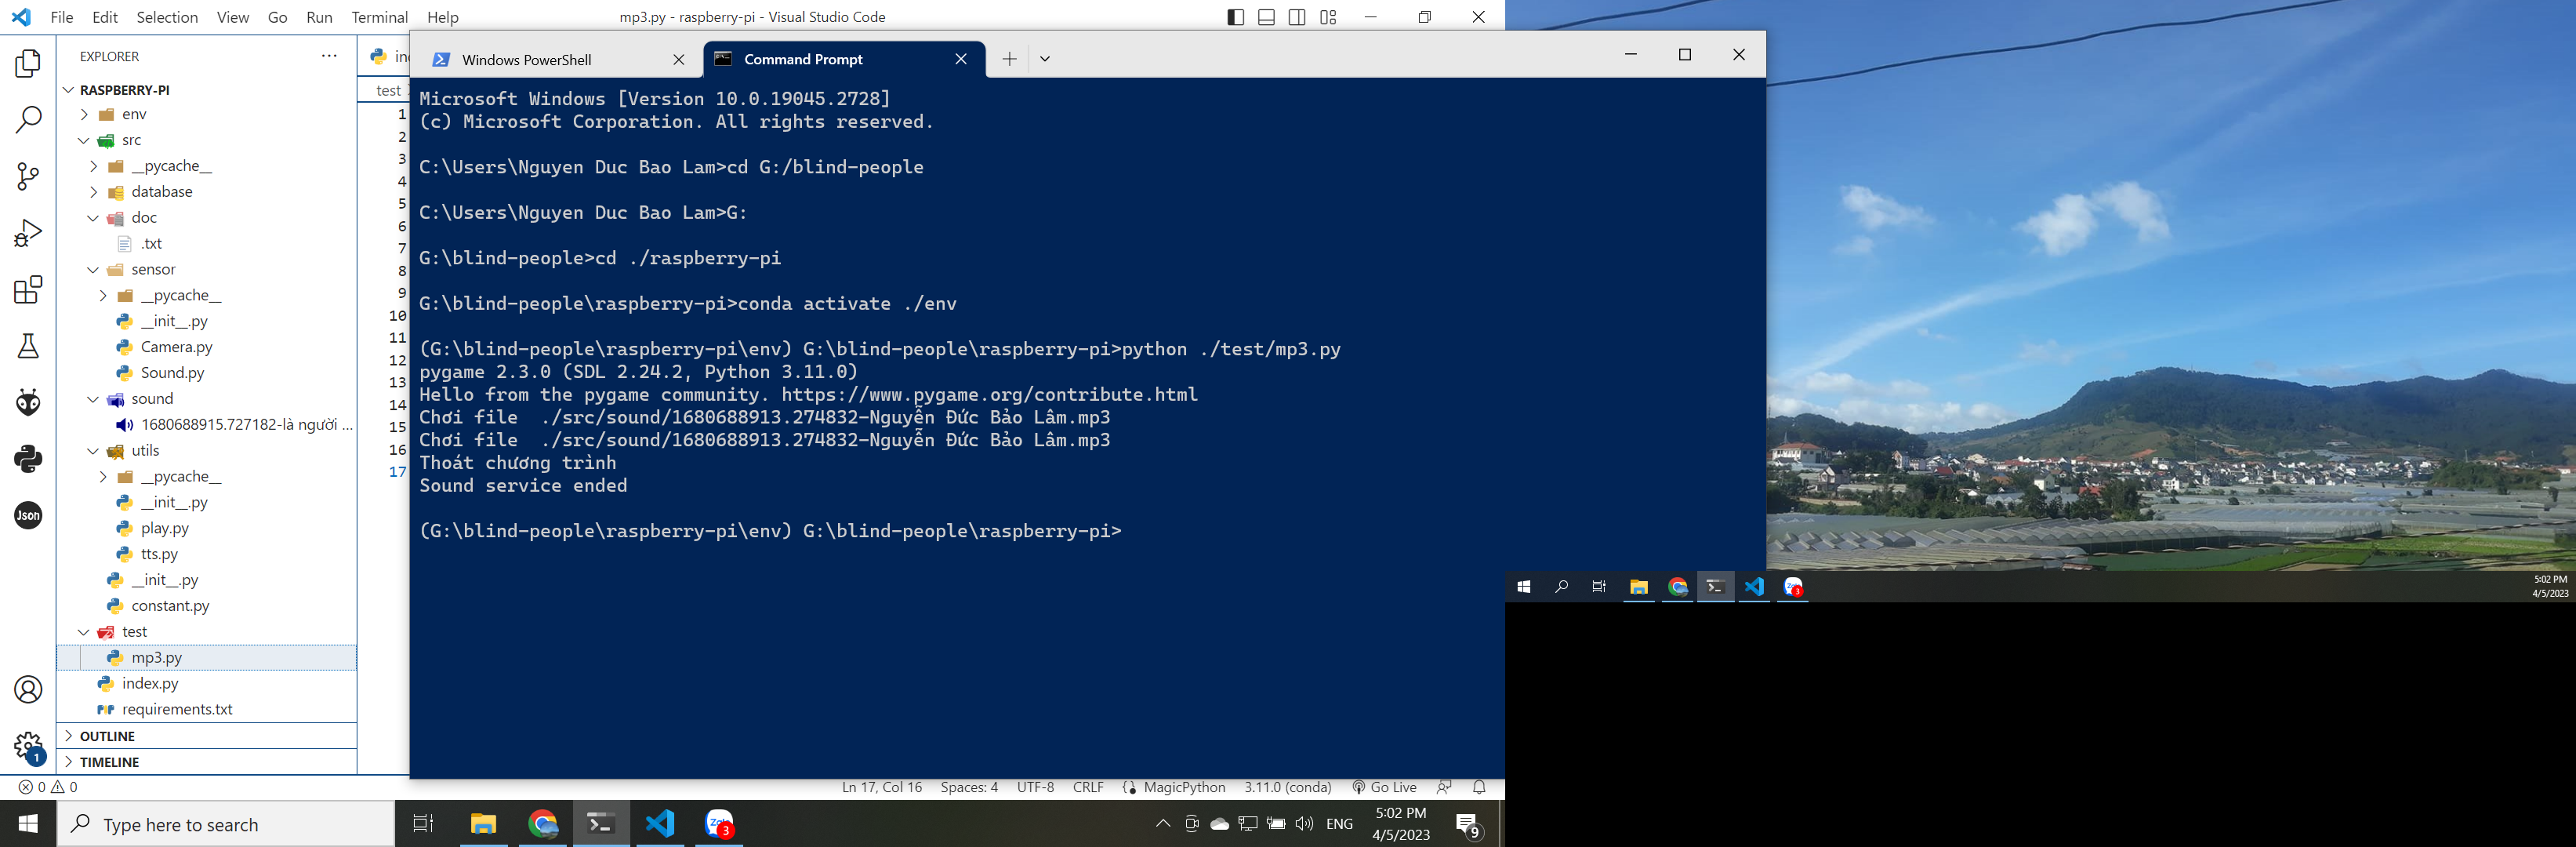 File Edit Selection View Go Run Terminal Help
mp3.py - raspberry-pi - Visual Studio Code
EXPLORER
RASPBERRY-PI
env
src
__pycache__
database
doc
.txt
sensor
__pycache__
__init__.py
Camera.py
Sound.py
sound
1680688915.727182-là người ...
utils
__pycache__
__init__.py
play.py
tts.py
__init__.py
constant.py
test
mp3.py
index.py
requirements.txt
OUTLINE
TIMELINE
Json
1
test
1
2
3
4
5
6
7
8
9
10
11
12
13
14
15
16
17
Windows PowerShell
Command Prompt
Microsoft Windows [Version 10.0.19045.2728]
(c) Microsoft Corporation. All rights reserved.
C:\Users\Nguyen Duc Bao Lam>cd G:/blind-people
C:\Users\Nguyen Duc Bao Lam>G:
G:\blind-people>cd ./raspberry-pi
G:\blind-people\raspberry-pi>conda activate ./env
(G:\blind-people\raspberry-pi\env) G:\blind-people\raspberry-pi>python ./test/mp3.py
pygame 2.3.0 (SDL 2.24.2, Python 3.11.0)
Hello from the pygame community. https://www.pygame.org/contribute.html
Chơi file  ./src/sound/1680688913.274832-Nguyễn Đức Bảo Lâm.mp3
Chơi file  ./src/sound/1680688913.274832-Nguyễn Đức Bảo Lâm.mp3
Thoát chương trình
Sound service ended
(G:\blind-people\raspberry-pi\env) G:\blind-people\raspberry-pi>
0 0
Ln 17, Col 16 Spaces: 4 UTF-8 CRLF MagicPython 3.11.0 (conda) Go Live
Type here to search
3
ENG
5:02 PM
4/5/2023
9
3
5:02 PM
4/5/2023